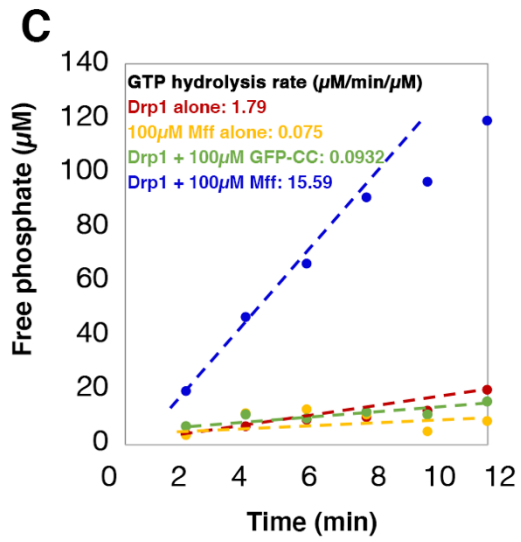 C
140
120
100
80
60
40
20
0
Free phosphate (µM)
GTP hydrolysis rate (µM/min/µM)
Drp1 alone: 1.79
100µM Mff alone: 0.075
Drp1 + 100µM GFP-CC: 0.0932
Drp1 + 100µM Mff: 15.59
0 2 4 6 8 10 12
Time (min)